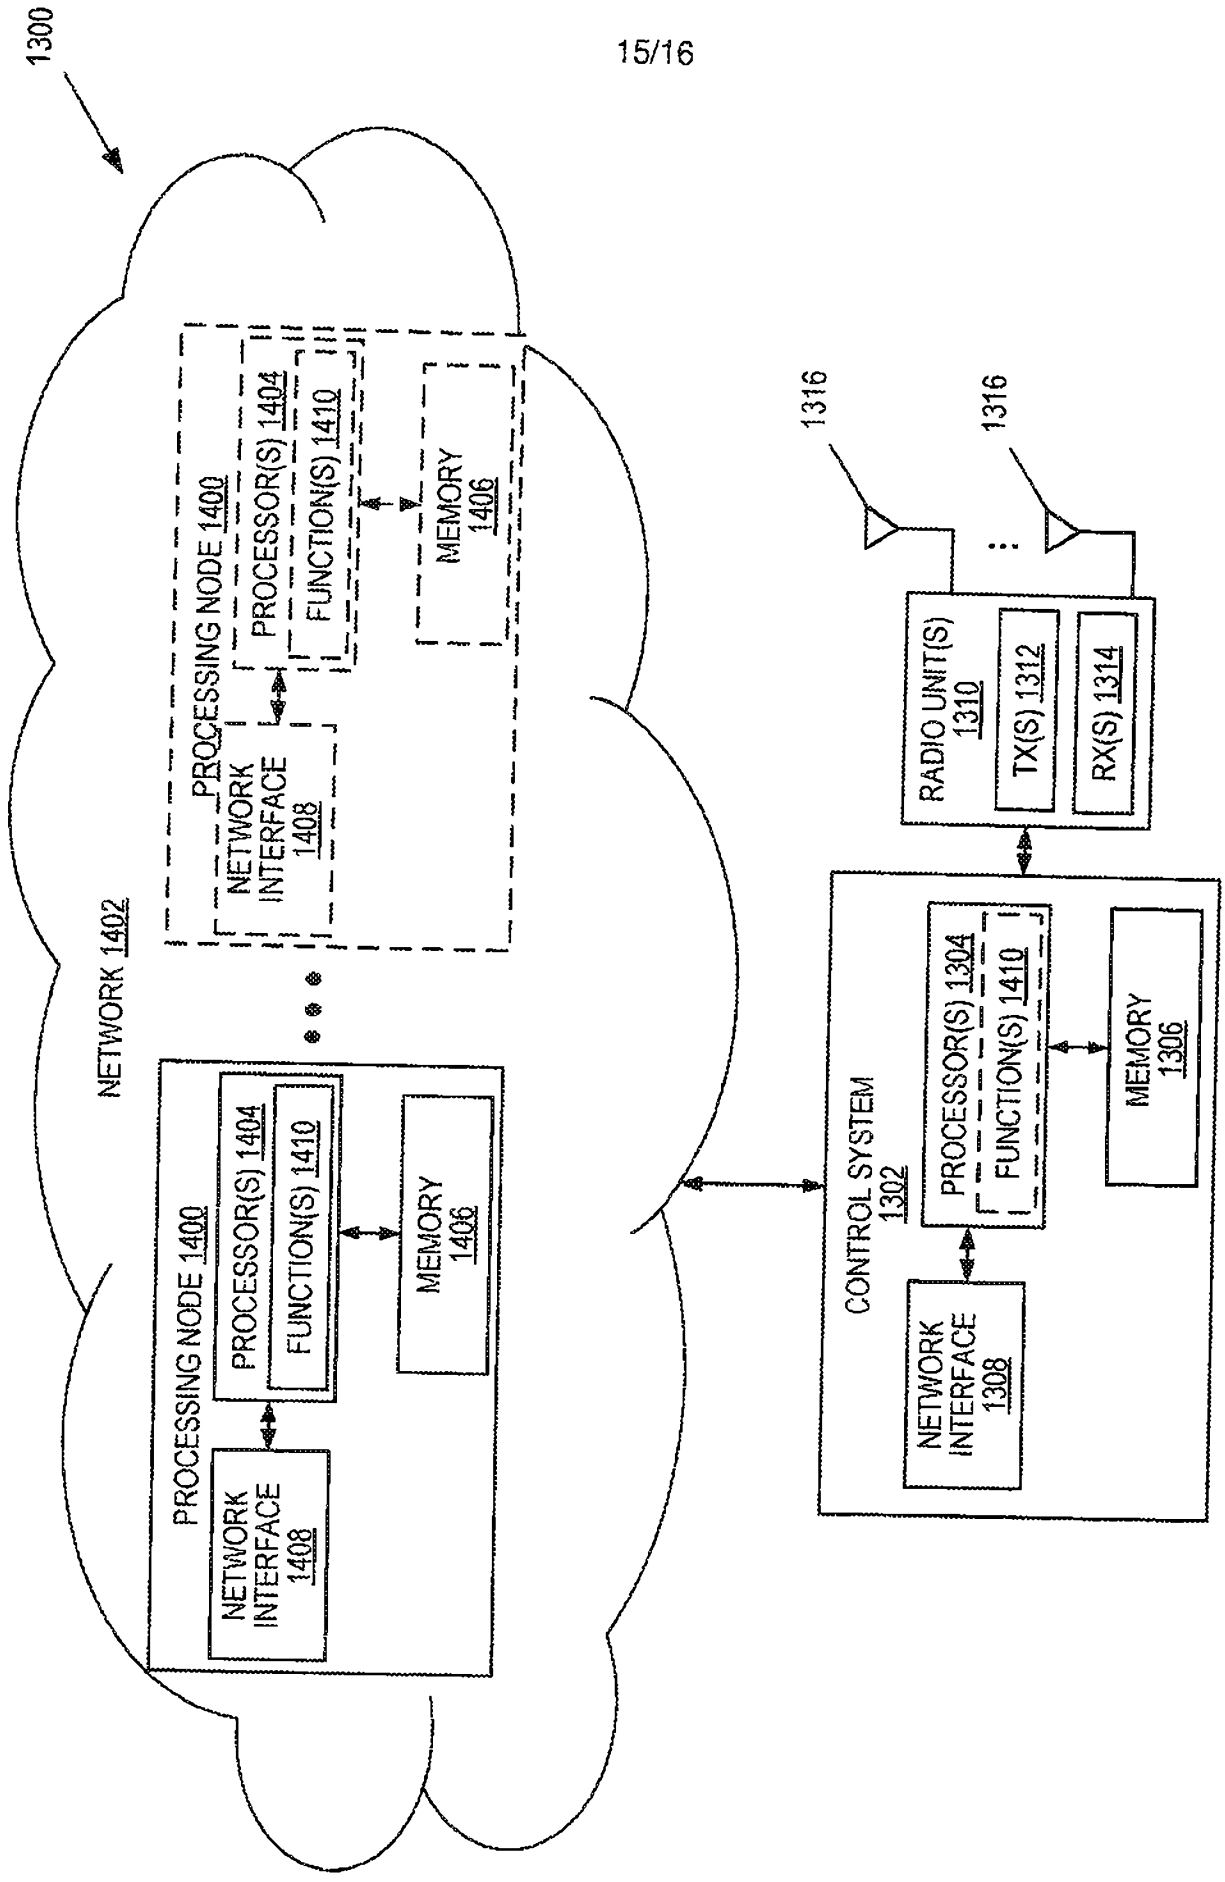 15/16
1300
NETWORK 1402
PROCESSING NODE 1400
NETWORK
INTERFACE
1408
PROCESSOR(S) 1404
FUNCTION(S) 1410
MEMORY
1406
PROCESSING NODE 1400
NETWORK
INTERFACE
1408
PROCESSOR(S) 1404
FUNCTION(S) 1410
MEMORY
1406
CONTROL SYSTEM
1302
NETWORK
INTERFACE
1308
PROCESSOR(S) 1304
FUNCTION(S) 1410
MEMORY
1306
RADIO UNIT(S)
1310
TX(S) 1312
RX(S) 1314
1316
1316